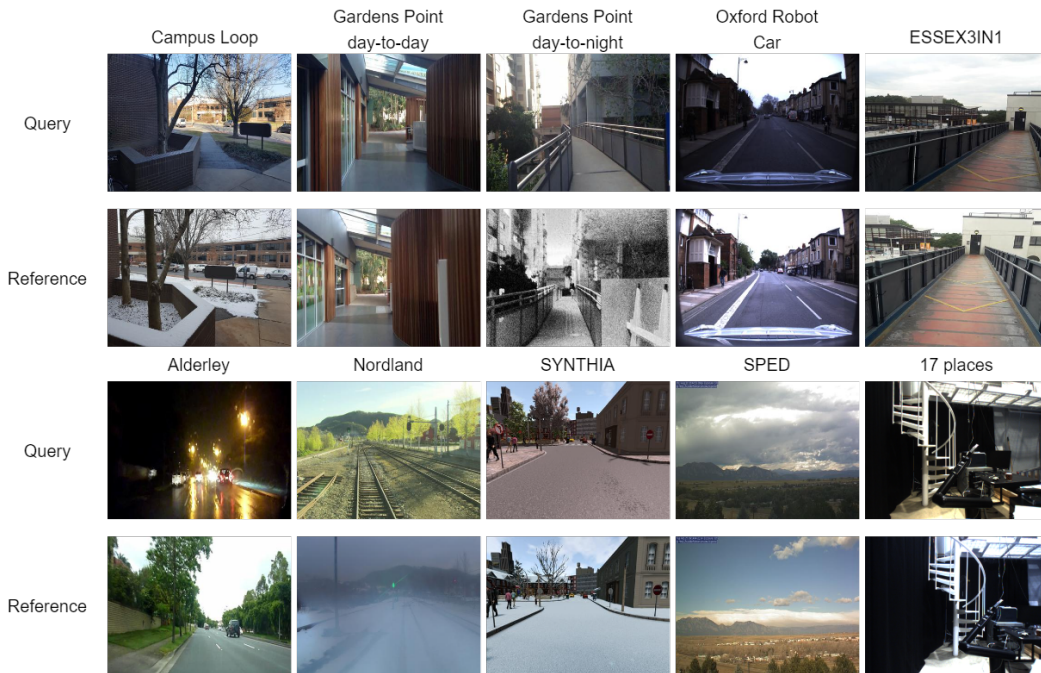 Campus Loop
Gardens Point
day-to-day
Gardens Point
day-to-night
Oxford Robot
Car
ESSEX3IN1
Query
Reference
Alderley
Nordland
SYNTHIA
SPED
17 places
Query
Reference